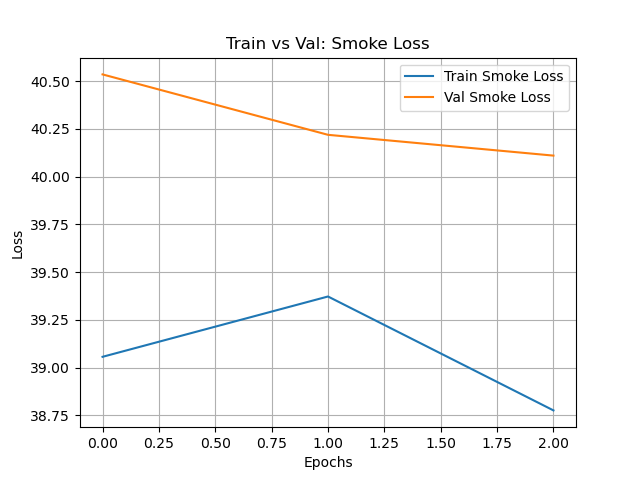 Train vs Val: Smoke Loss
Train Smoke Loss
Val Smoke Loss
40.50
40.25
40.00
39.75
39.50
39.25
39.00
38.75
Loss
0.00 0.25 0.50 0.75 1.00 1.25 1.50 1.75 2.00
Epochs